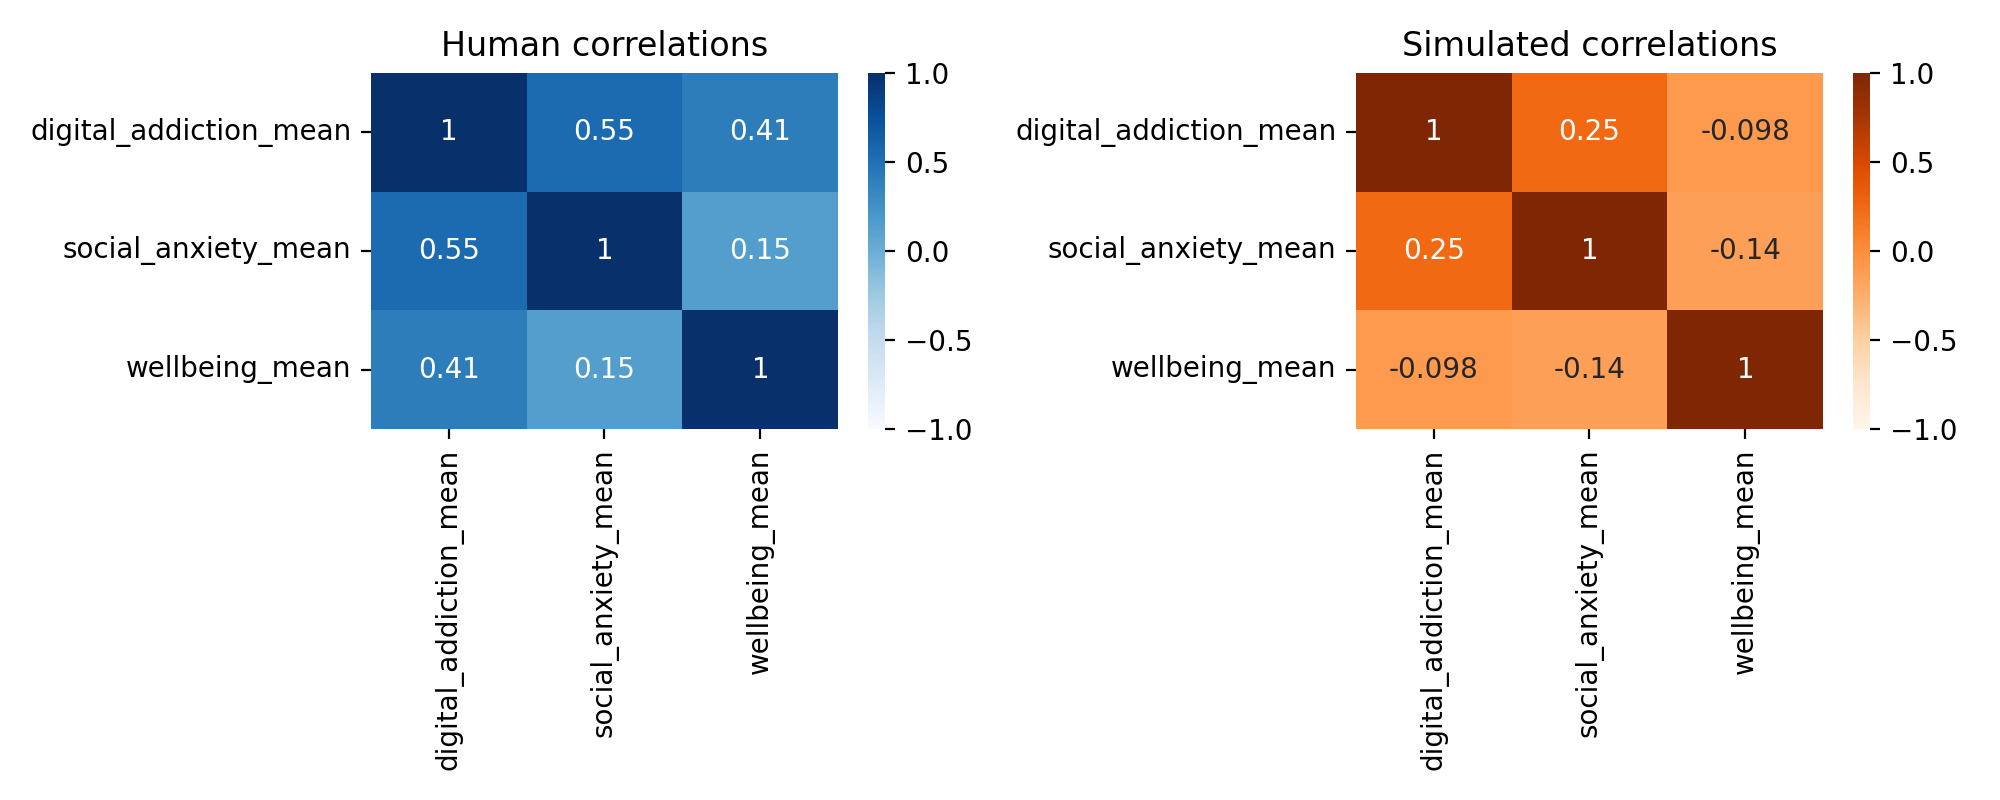 Human correlations
digital_addiction_mean
social_anxiety_mean
wellbeing_mean
1 0.55 0.41
0.55 1 0.15
0.41 0.15 1
digital_addiction_mean
social_anxiety_mean
wellbeing_mean
1.0
0.5
0.0
−0.5
−1.0
Simulated correlations
digital_addiction_mean
social_anxiety_mean
wellbeing_mean
1 0.25 -0.098
0.25 1 -0.14
-0.098 -0.14 1
digital_addiction_mean
social_anxiety_mean
wellbeing_mean
1.0
0.5
0.0
−0.5
−1.0